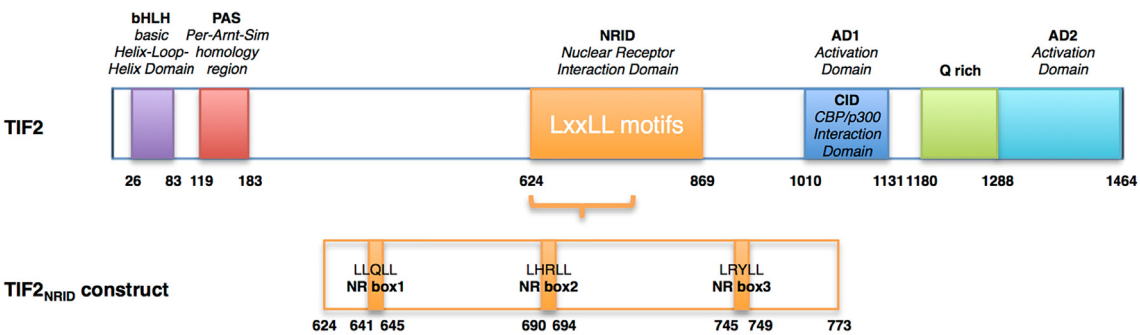 bHLH
basic
Helix-Loop-
Helix Domain
PAS
Per-Arnt-Sim
homology
region
NRID
Nuclear Receptor
Interaction Domain
AD1
Activation
Domain
Q rich
AD2
Activation
Domain
TIF2
LxxLL motifs
CID
CBP/p300
Interaction
Domain
26 83 119 183 624 869 1010 1131 1180 1288 1464
TIF2NRID construct
LLQLL
NR box1
LHRLL
NR box2
LRYLL
NR box3
624 641 645 690 694 745 749 773